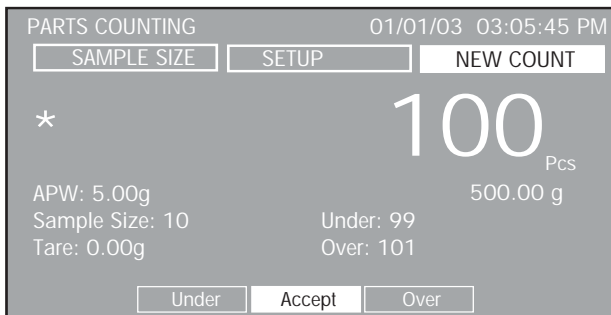 PARTS COUNTING 01/01/03 03:05:45 PM
SAMPLE SIZE SETUP NEW COUNT
* 100 Pcs
APW: 5.00g 500.00 g
Sample Size: 10 Under: 99
Tare: 0.00g Over: 101
Under Accept Over